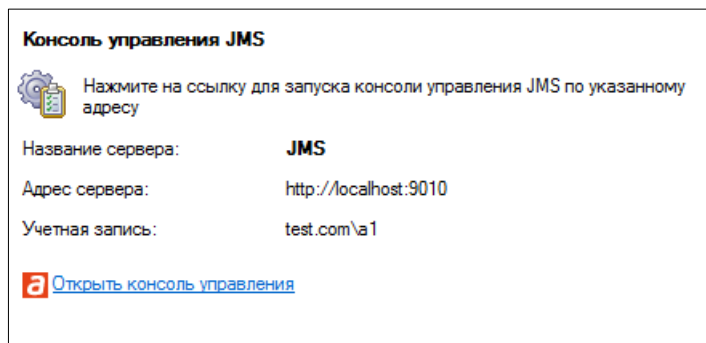 Консоль управления JMS
Нажмите на ссылку для запуска консоли управления JMS по указанному
адресу
Название сервера: JMS
Адрес сервера: http://localhost:9010
Учетная запись: test.com\a1
a Открыть консоль управления